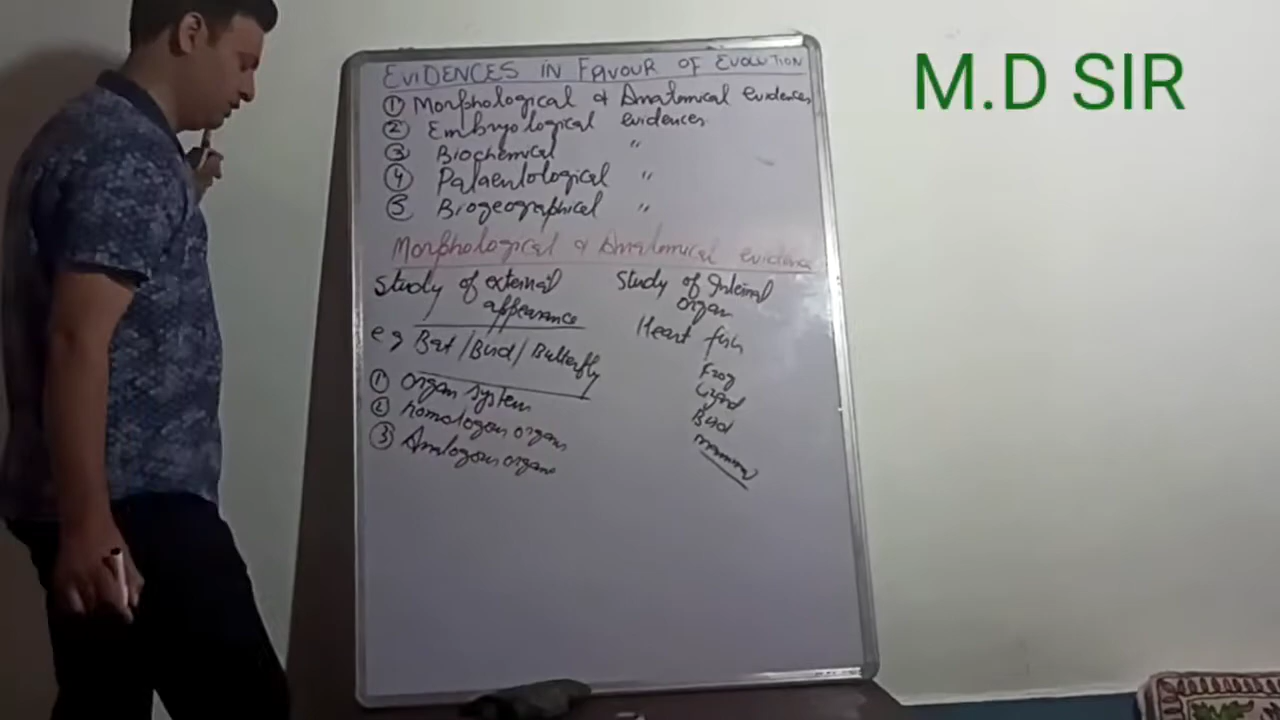 M.D SIR
EVIDENCES IN FAVOUR OF EVOLUTION
① Morphological & Anatomical evidences
② Embryological evidences
③ Biochemical "
④ Palaentological "
⑤ Biogeographical "
Morphological & Anatomical evidence
Study of external appearance
e g Bat / Bird / Butterfly
① organ system
② homologous organs
③ Analogous organs
Study of Internal organ
Heart fish
Frog
Lizard
Bird
mammal